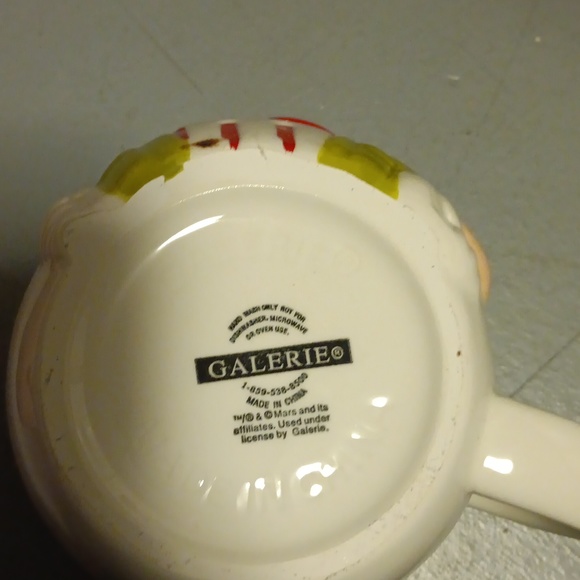 HAND WASH ONLY NOT FOR
DISHWASHER, MICROWAVE
OR OVEN USE.
GALERIE®
1-859-538-8500
MADE IN CHINA
™/® & © Mars and its
affiliates. Used under
license by Galerie.